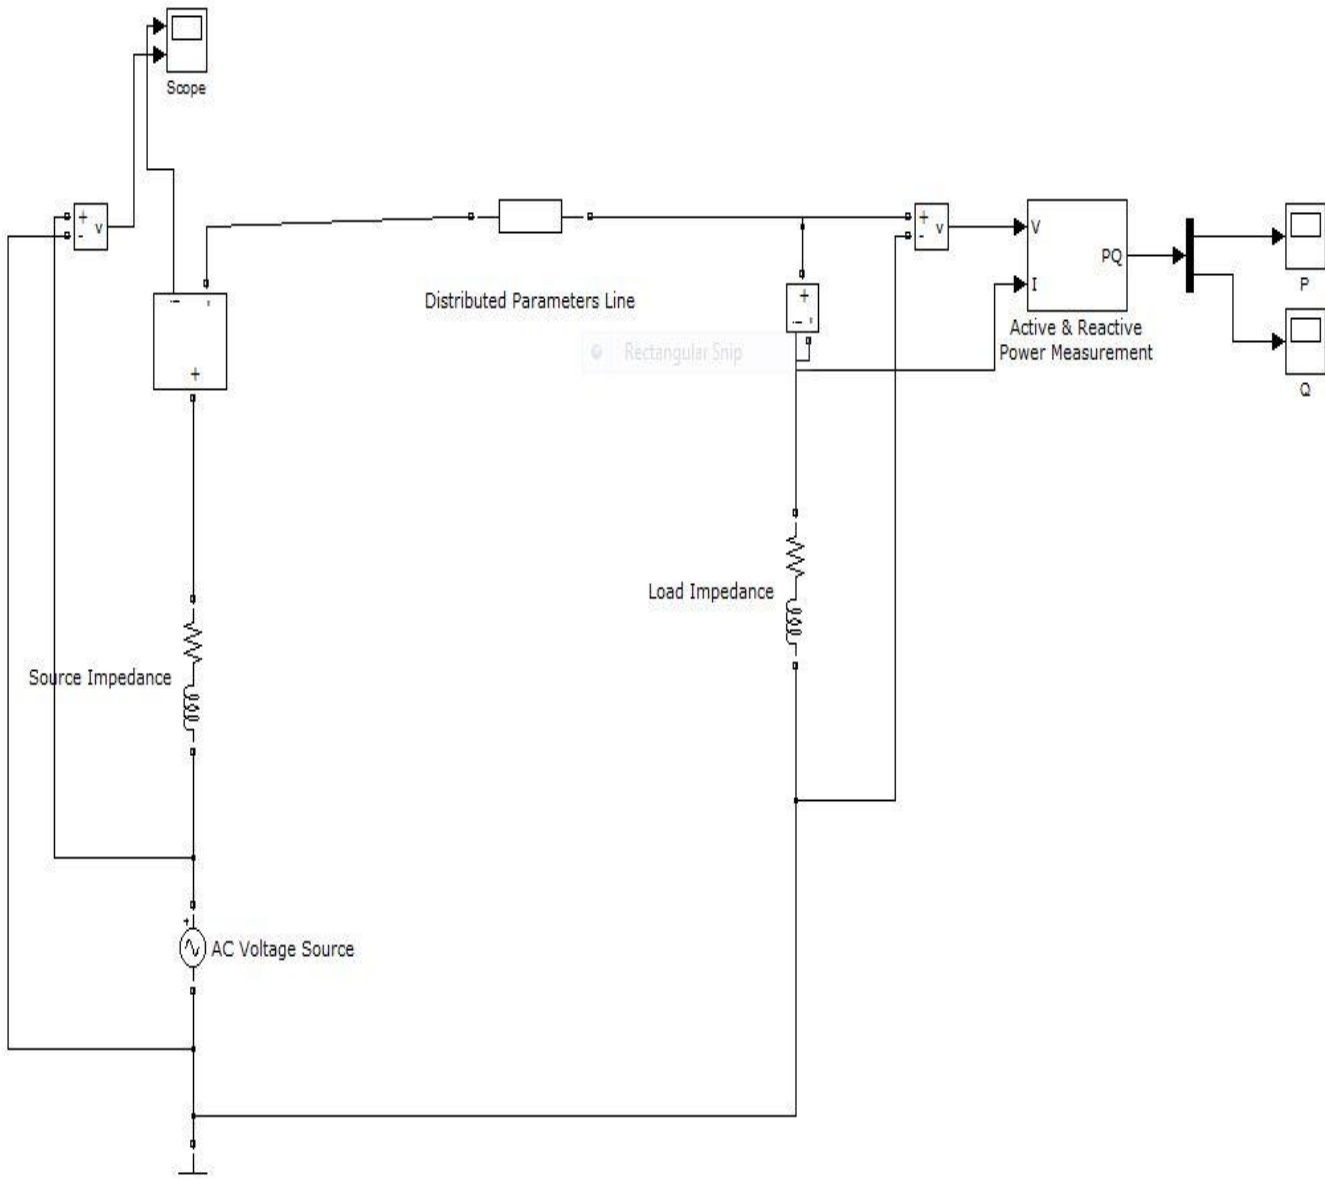 Scope
+
-
v
+
-
v
V
I
PQ
Active & Reactive
Power Measurement
P
Q
Distributed Parameters Line
Rectangular Snip
+
i
-
+
i
-
Load Impedance
Source Impedance
+
AC Voltage Source